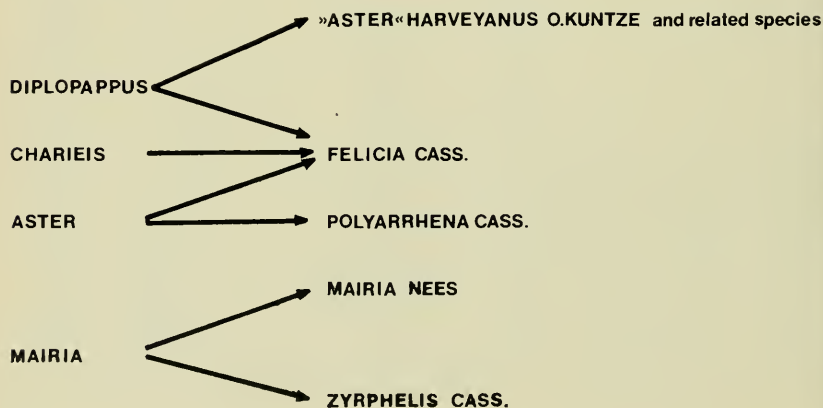 »ASTER« HARVEYANUS O.KUNTZE and related species
DIPLOPAPPUS
CHARIEIS
FELICIA CASS.
ASTER
POLYARRHENA CASS.
MAIRIA NEES
MAIRIA
ZYRPHELIS CASS.